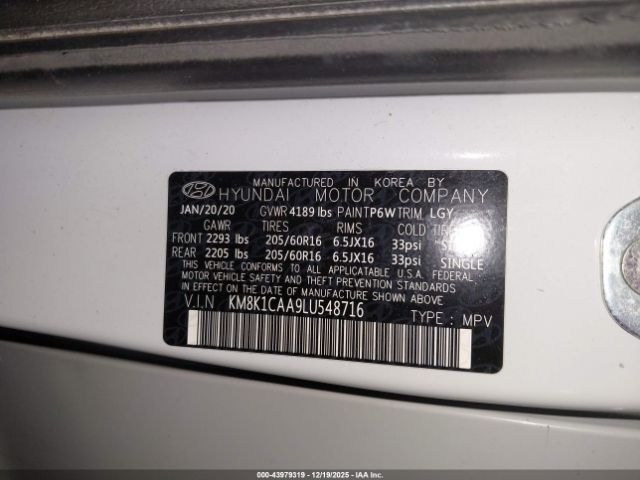 MANUFACTURED IN KOREA BY
HYUNDAI MOTOR COMPANY
JAN/20/20 GVWR 4189 lbs PAINT P6W TRIM LGY
GAWR TIRES RIMS COLD
FRONT 2293 lbs 205/60R16 6.5JX16 33psi
REAR 2205 lbs 205/60R16 6.5JX16 33psi SINGLE
THIS VEHICLE CONFORMS TO ALL APPLICABLE U.S.A. FEDERAL
MOTOR VEHICLE SAFETY, BUMPER, AND THEFT PREVENTION STANDARDS
IN EFFECT ON THE DATE OF MANUFACTURE SHOWN ABOVE.
V.I.N KM8K1CAA9LU548716
TYPE : MPV
000-43979319 - 12/19/2025 - IAA Inc.